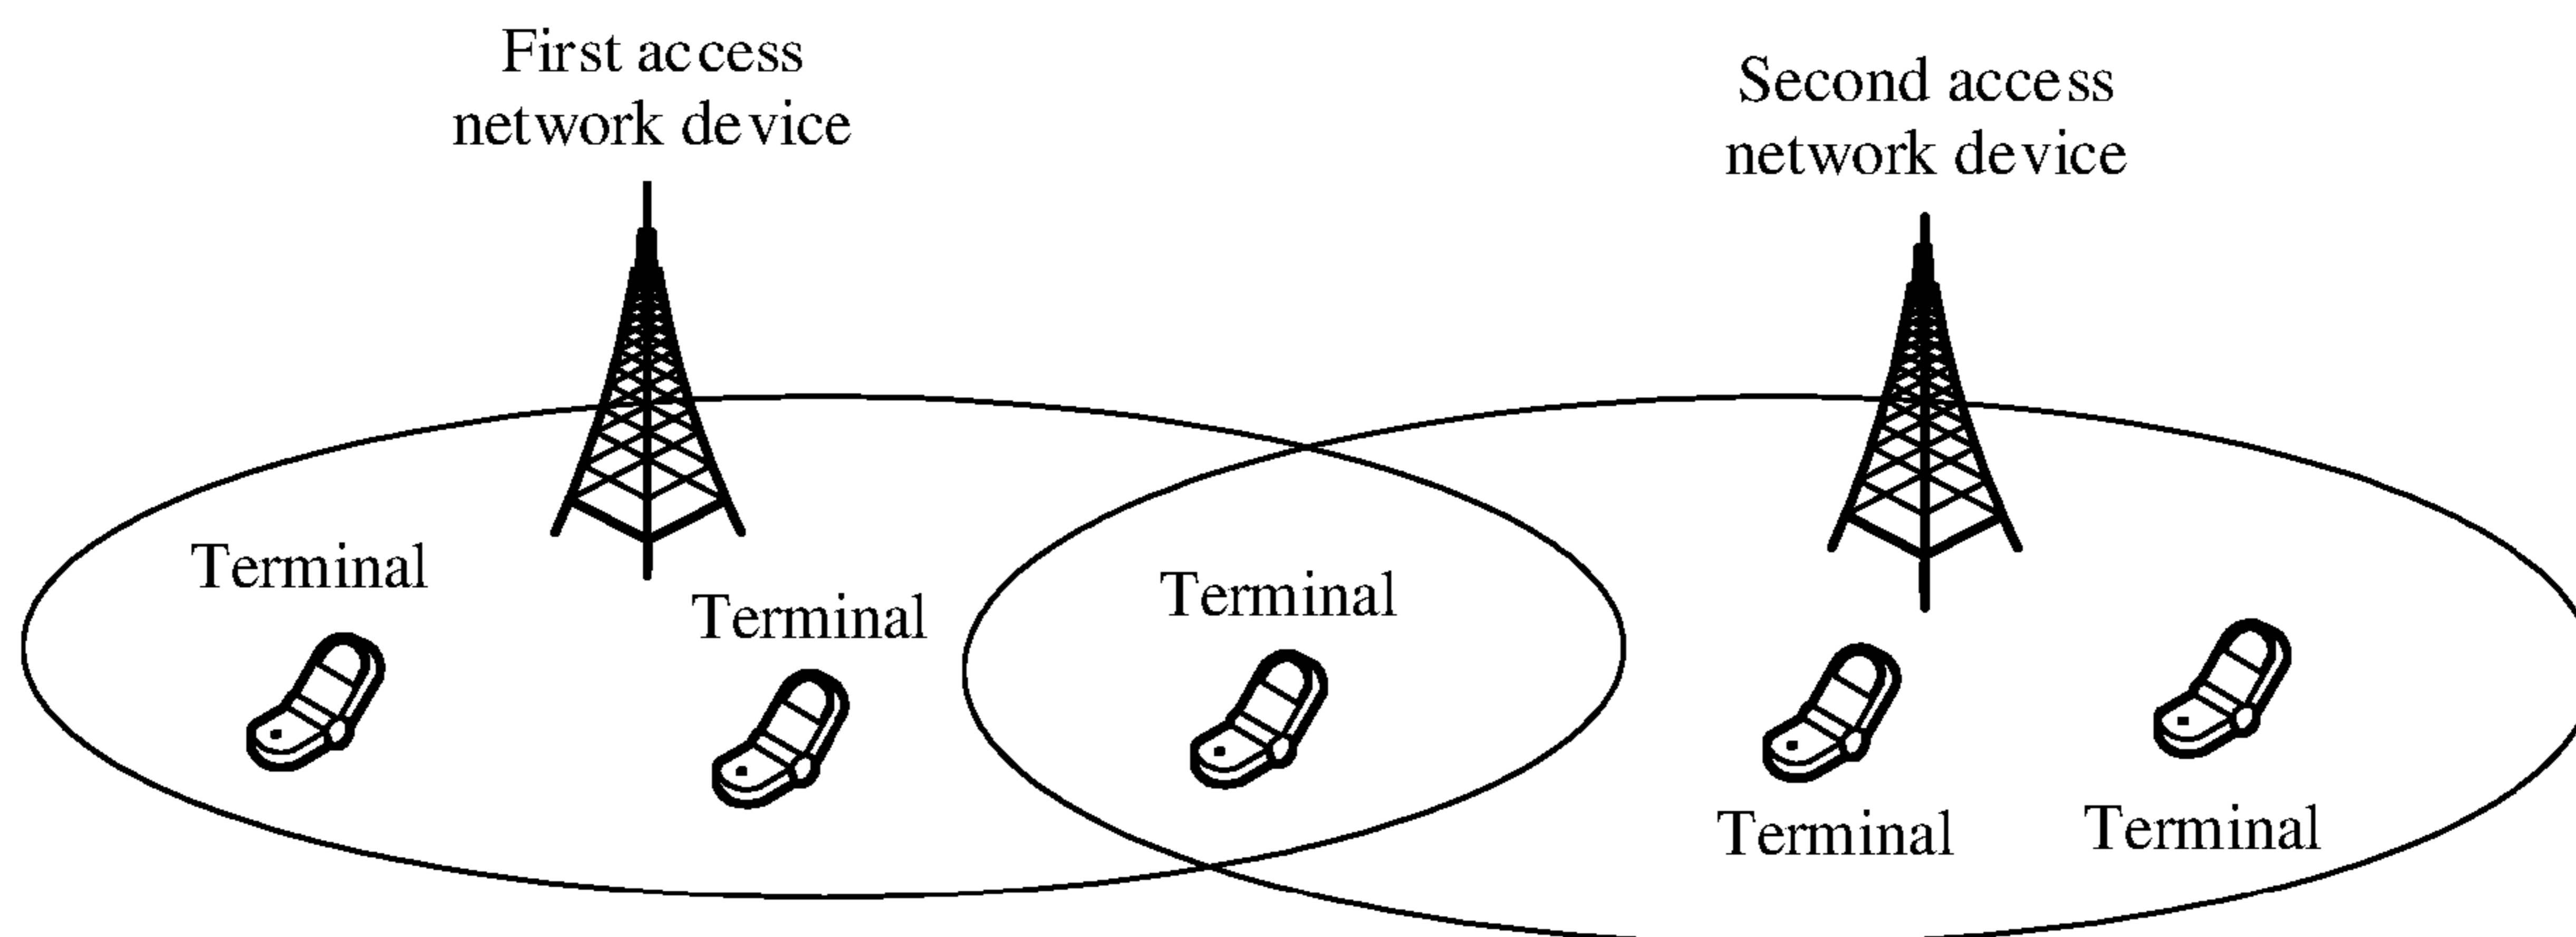 First access
network device
Second access
network device
Terminal
Terminal
Terminal
Terminal
Terminal